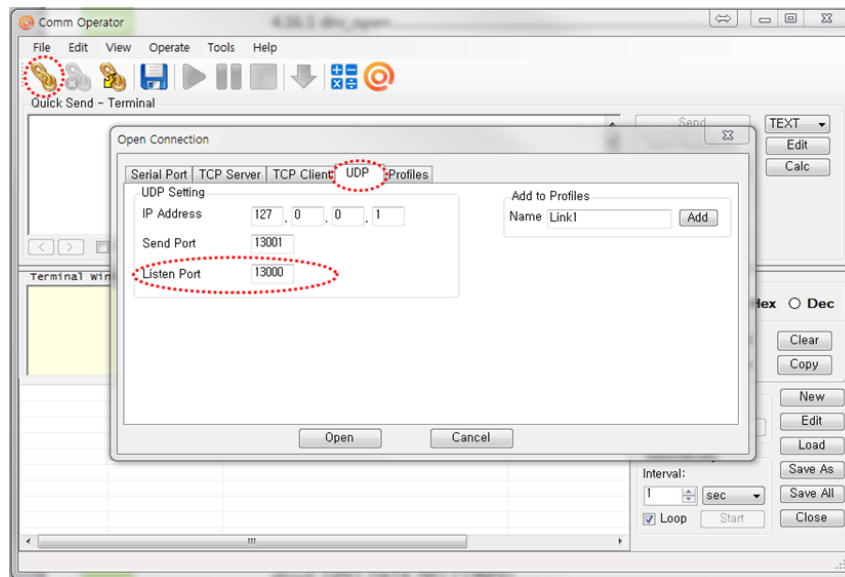 4.36.1 dnv_open
Comm Operator
File Edit View Operate Tools Help
Quick Send - Terminal
Send
TEXT
Edit
Calc
Open Connection
Serial Port TCP Server TCP Client UDP Profiles
UDP Setting
IP Address 127 . 0 . 0 . 1
Send Port 13001
Listen Port 13000
Add to Profiles
Name Link1 Add
Open Cancel
Terminal Win
Hex Dec
Clear
Copy
New
Edit
Load
Save As
Save All
Close
Interval:
1 sec
Loop Start